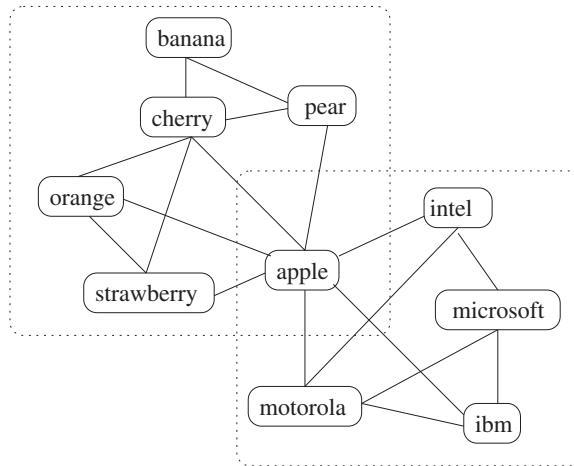 banana
pear
cherry
orange
intel
apple
strawberry
microsoft
motorola
ibm